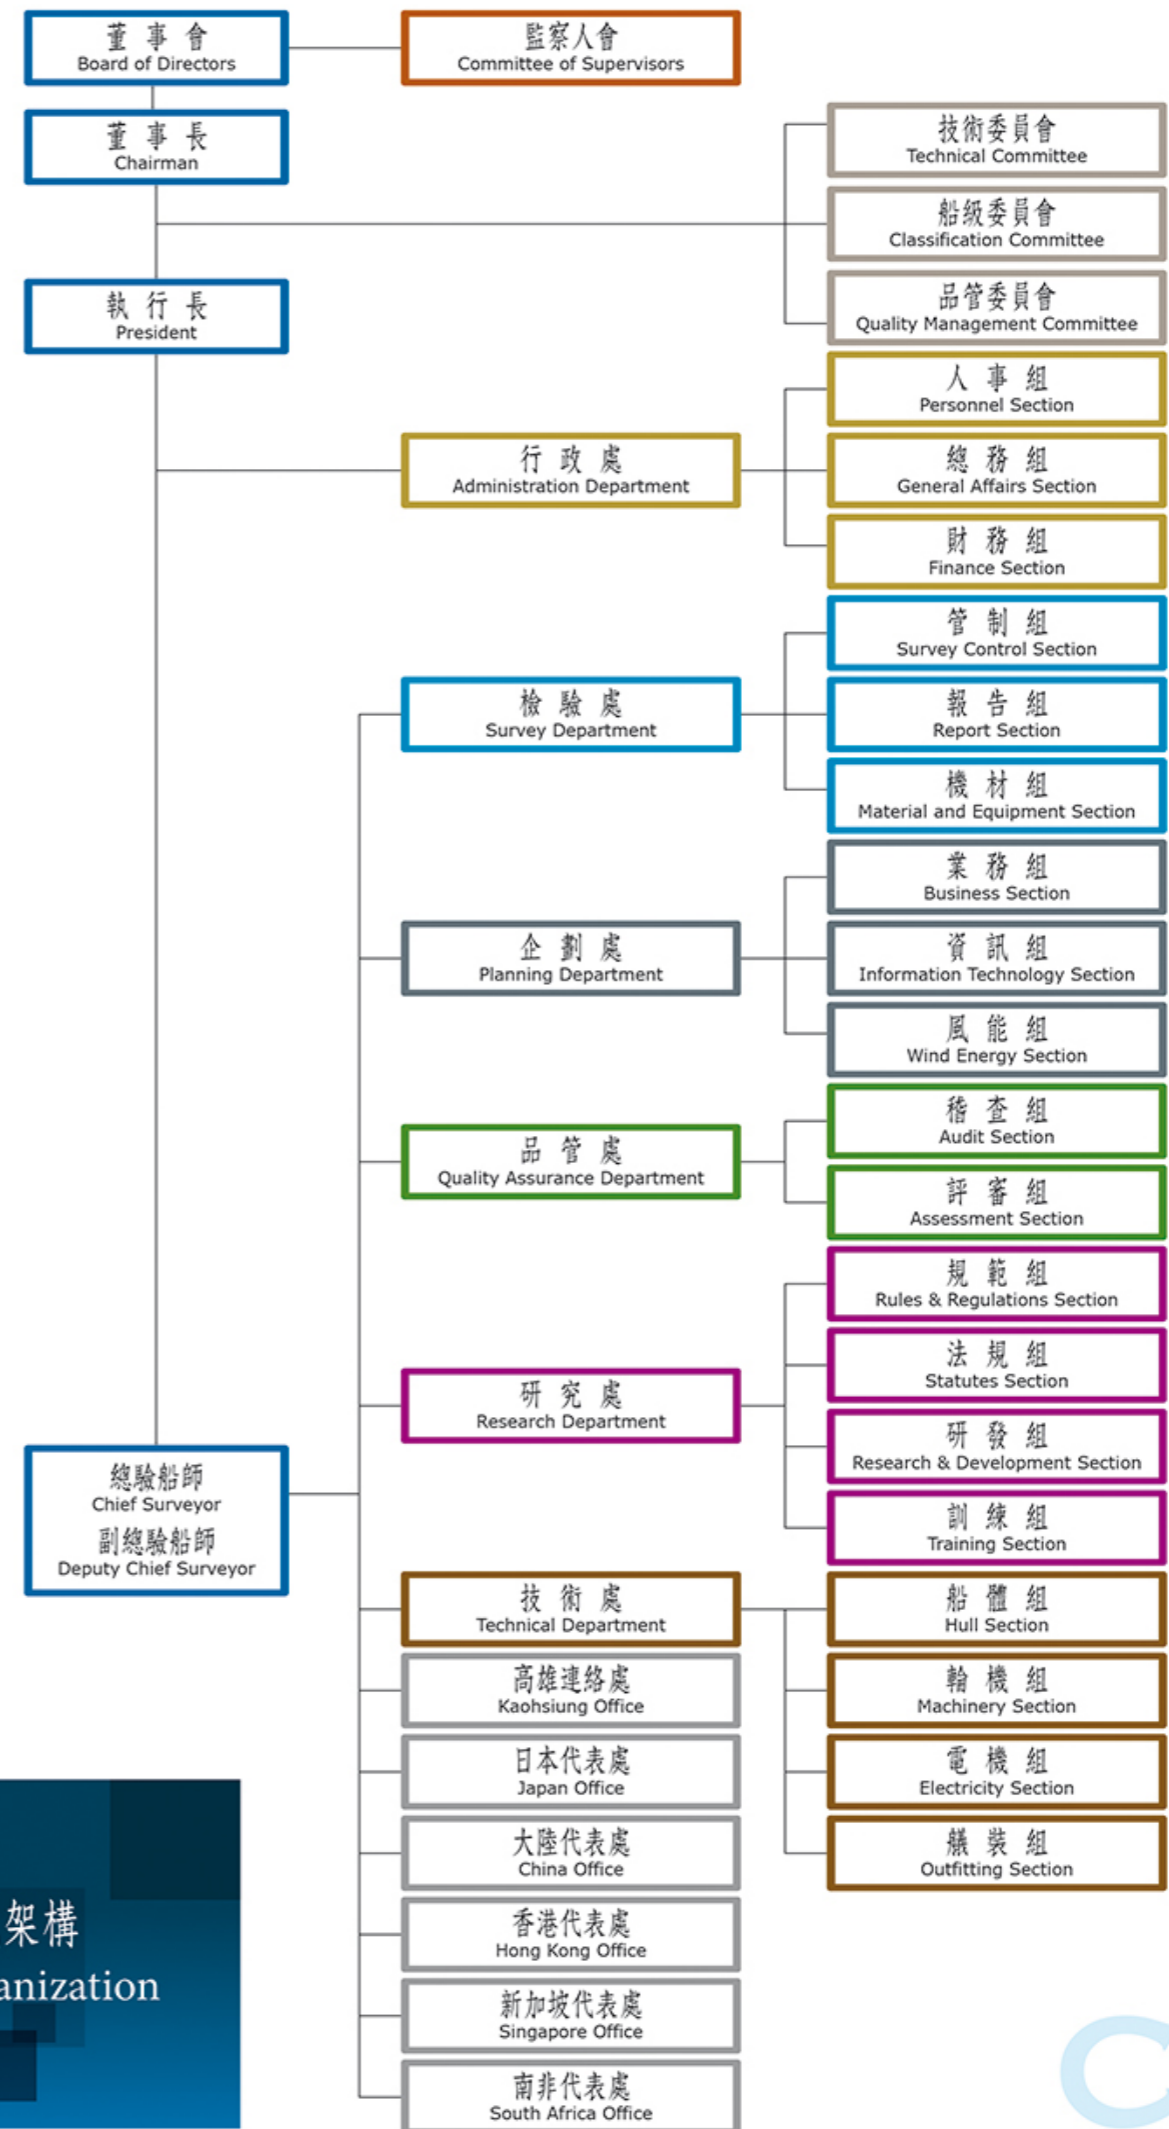 董事會
Board of Directors
監察人會
Committee of Supervisors
董事長
Chairman
技術委員會
Technical Committee
船級委員會
Classification Committee
品管委員會
Quality Management Committee
執行長
President
行政處
Administration Department
人事組
Personnel Section
總務組
General Affairs Section
財務組
Finance Section
檢驗處
Survey Department
管制組
Survey Control Section
報告組
Report Section
機材組
Material and Equipment Section
企劃處
Planning Department
業務組
Business Section
資訊組
Information Technology Section
風能組
Wind Energy Section
品管處
Quality Assurance Department
稽查組
Audit Section
評審組
Assessment Section
研究處
Research Department
規範組
Rules & Regulations Section
法規組
Statutes Section
研發組
Research & Development Section
訓練組
Training Section
總驗船師
Chief Surveyor
副總驗船師
Deputy Chief Surveyor
技術處
Technical Department
船體組
Hull Section
輪機組
Machinery Section
電機組
Electricity Section
艤裝組
Outfitting Section
高雄連絡處
Kaohsiung Office
日本代表處
Japan Office
大陸代表處
China Office
香港代表處
Hong Kong Office
新加坡代表處
Singapore Office
南非代表處
South Africa Office
架構
anization
C